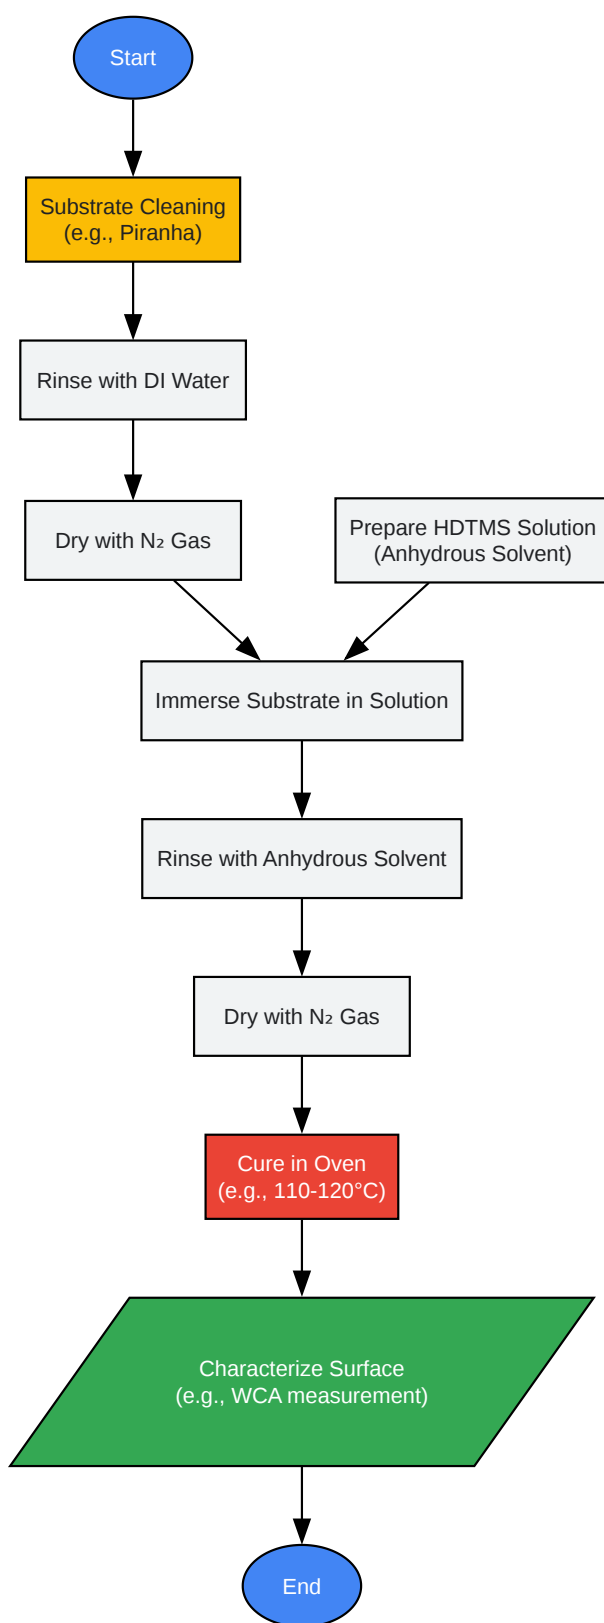 Start
Substrate Cleaning
(e.g., Piranha)
Rinse with DI Water
Dry with N₂ Gas
Prepare HDTMS Solution
(Anhydrous Solvent)
Immerse Substrate in Solution
Rinse with Anhydrous Solvent
Dry with N₂ Gas
Cure in Oven
(e.g., 110-120°C)
Characterize Surface
(e.g., WCA measurement)
End